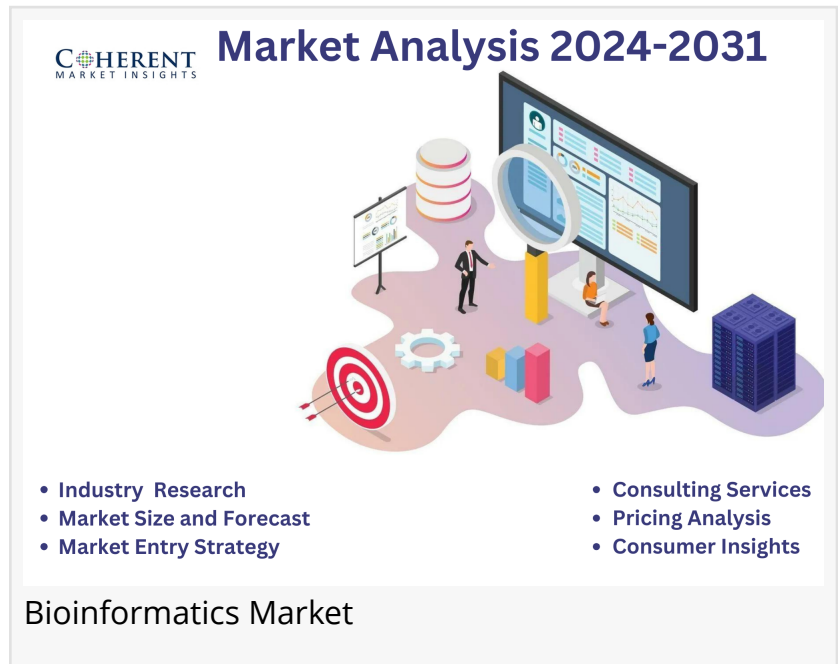 COHERENT
MARKET INSIGHTS
Market Analysis 2024-2031
• Industry Research
• Market Size and Forecast
• Market Entry Strategy
• Consulting Services
• Pricing Analysis
• Consumer Insights
Bioinformatics Market